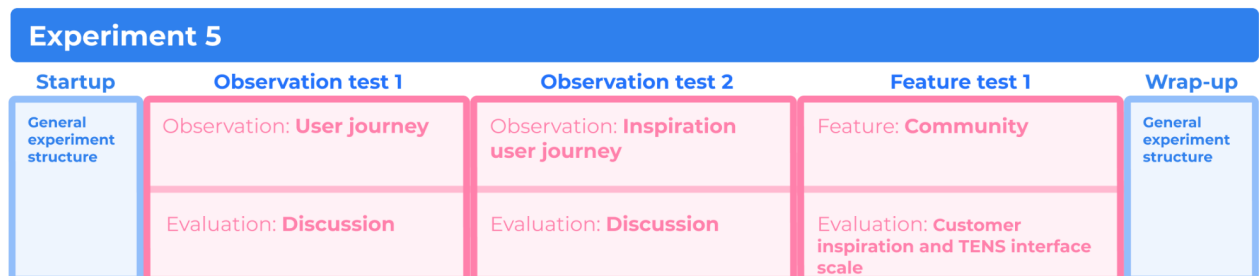 Experiment 5
Startup
Observation test 1
Observation test 2
Feature test 1
Wrap-up
General
experiment
structure
Observation: User journey
Observation: Inspiration
user journey
Feature: Community
General
experiment
structure
Evaluation: Discussion
Evaluation: Discussion
Evaluation: Customer
inspiration and TENS interface
scale